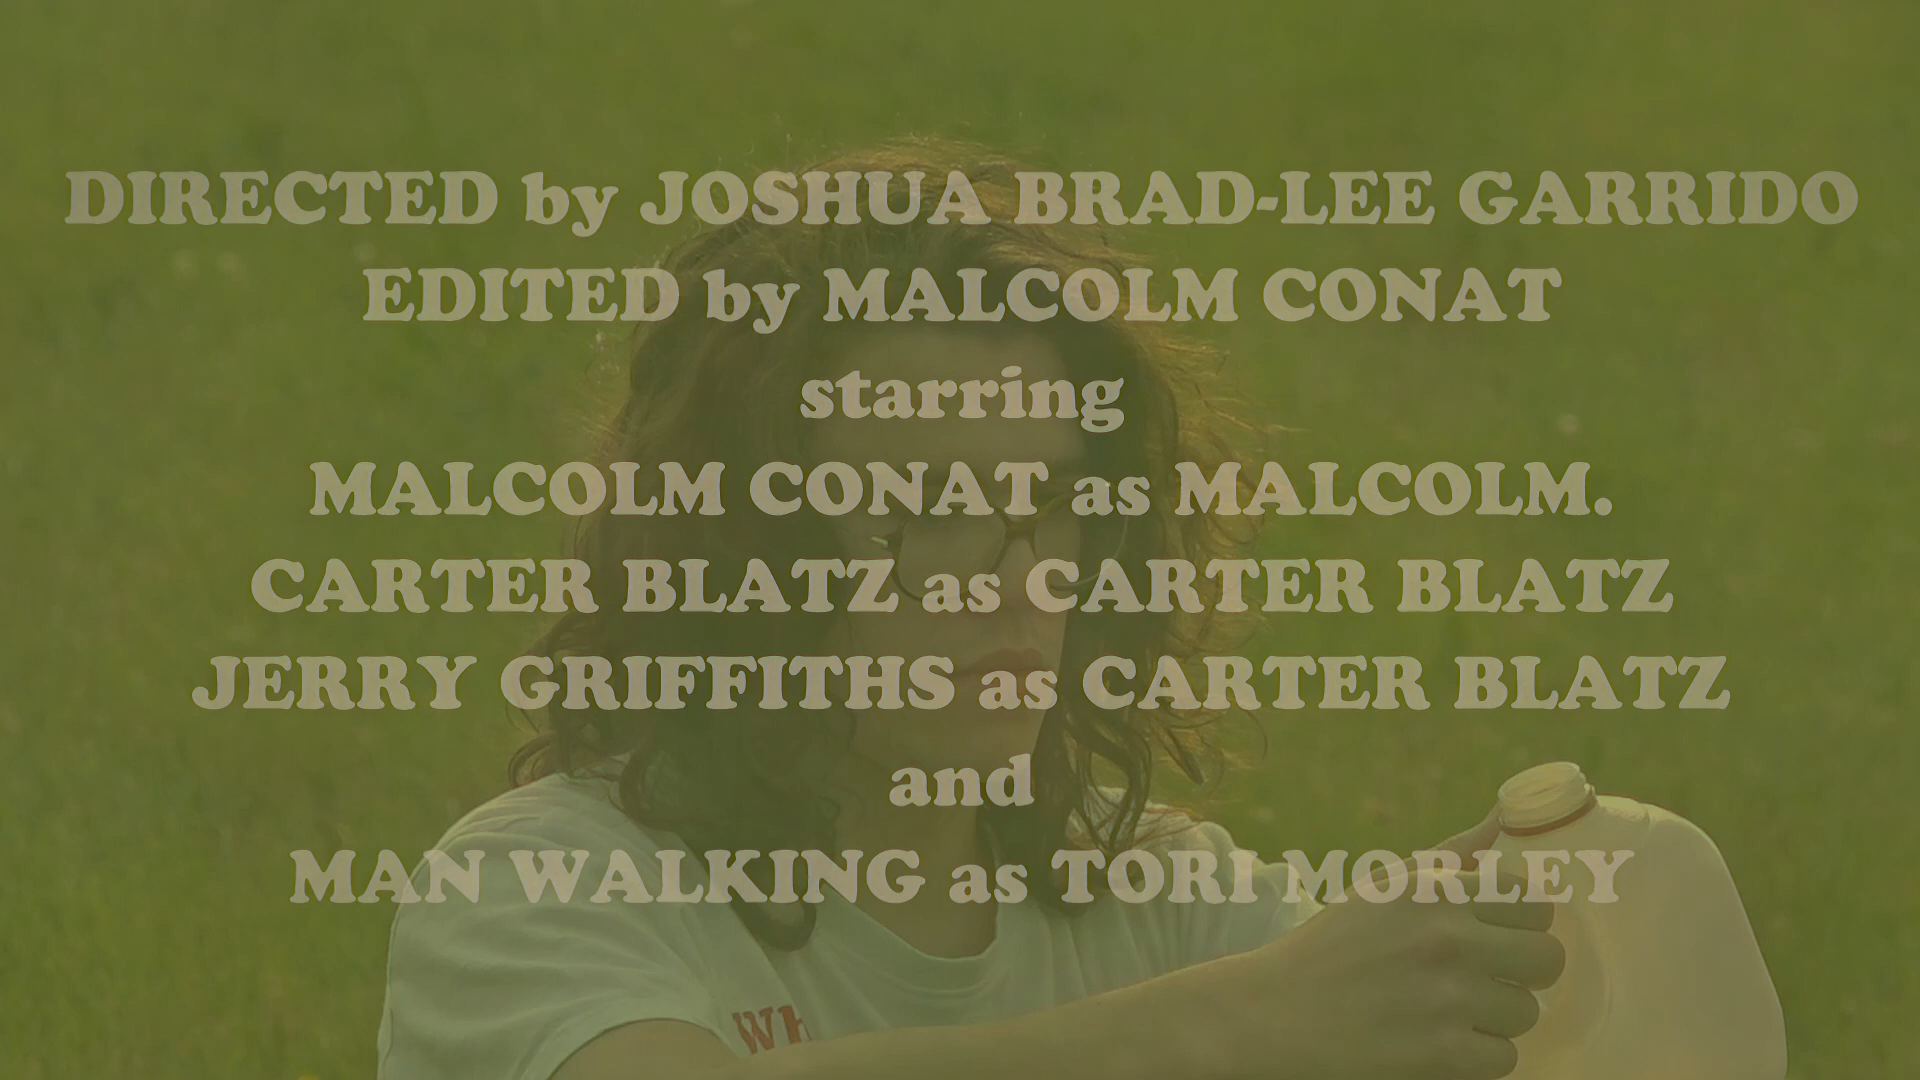 DIRECTED by JOSHUA BRAD-LEE GARRIDO
EDITED by MALCOLM CONAT
starring
MALCOLM CONAT as MALCOLM.
CARTER BLATZ as CARTER BLATZ
JERRY GRIFFITHS as CARTER BLATZ
and
MAN WALKING as TORI MORLEY
Wh